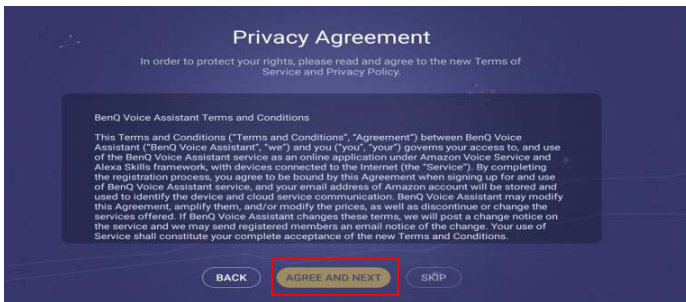 Privacy Agreement
In order to protect your rights, please read and agree to the new Terms of
Service and Privacy Policy.
BenQ Voice Assistant Terms and Conditions
This Terms and Conditions ("Terms and Conditions", "Agreement") between BenQ Voice
Assistant ("BenQ Voice Assistant", "we") and you ("you", "your") governs your access to, and use
of the BenQ Voice Assistant service as an online application under Amazon Voice Service and
Alexa Skills framework, with devices connected to the Internet (the "Service"). By completing
the registration process, you agree to be bound by this Agreement when signing up for and use
of BenQ Voice Assistant service, and your email address of Amazon account will be stored and
used to identify the device and cloud service communication. BenQ Voice Assistant may modify
this Agreement, amplify them, and/or modify the prices, as well as discontinue or change the
services offered. If BenQ Voice Assistant changes these terms, we will post a change notice on
the service and we may send registered members an email notice of the change. Your use of
Service shall constitute your complete acceptance of the new Terms and Conditions.
BACK
AGREE AND NEXT
SKIP